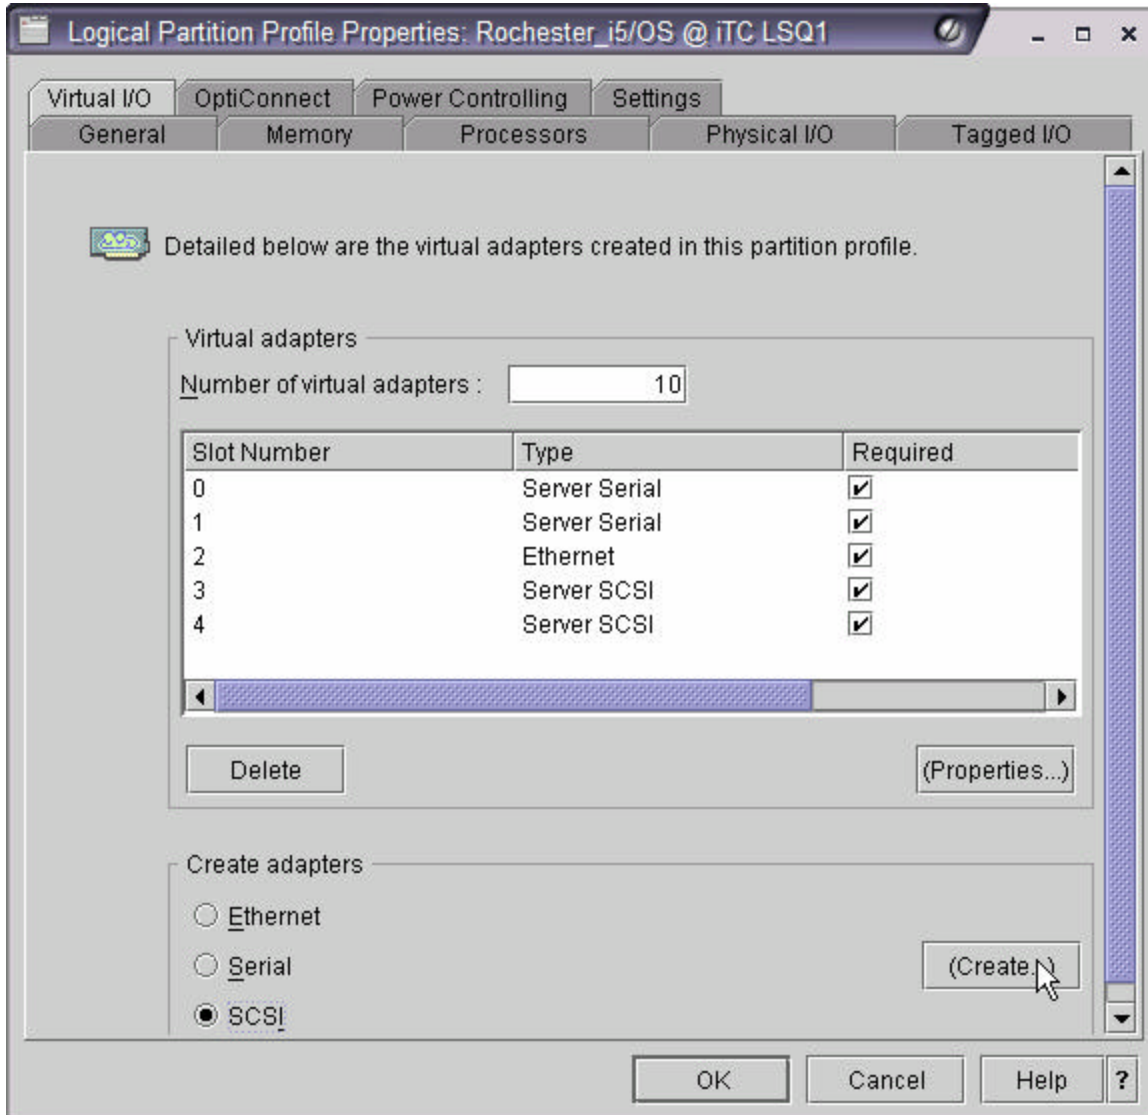 Logical Partition Profile Properties: Rochester_i5/OS @ iTC LSQ1
Virtual I/O OptiConnect Power Controlling Settings
General Memory Processors Physical I/O Tagged I/O
Detailed below are the virtual adapters created in this partition profile.
Virtual adapters
Number of virtual adapters : 10
Slot Number Type Required
0 Server Serial
1 Server Serial
2 Ethernet
3 Server SCSI
4 Server SCSI
Delete (Properties...)
Create adapters
Ethernet
Serial
(Create...)
SCSI
OK Cancel Help ?